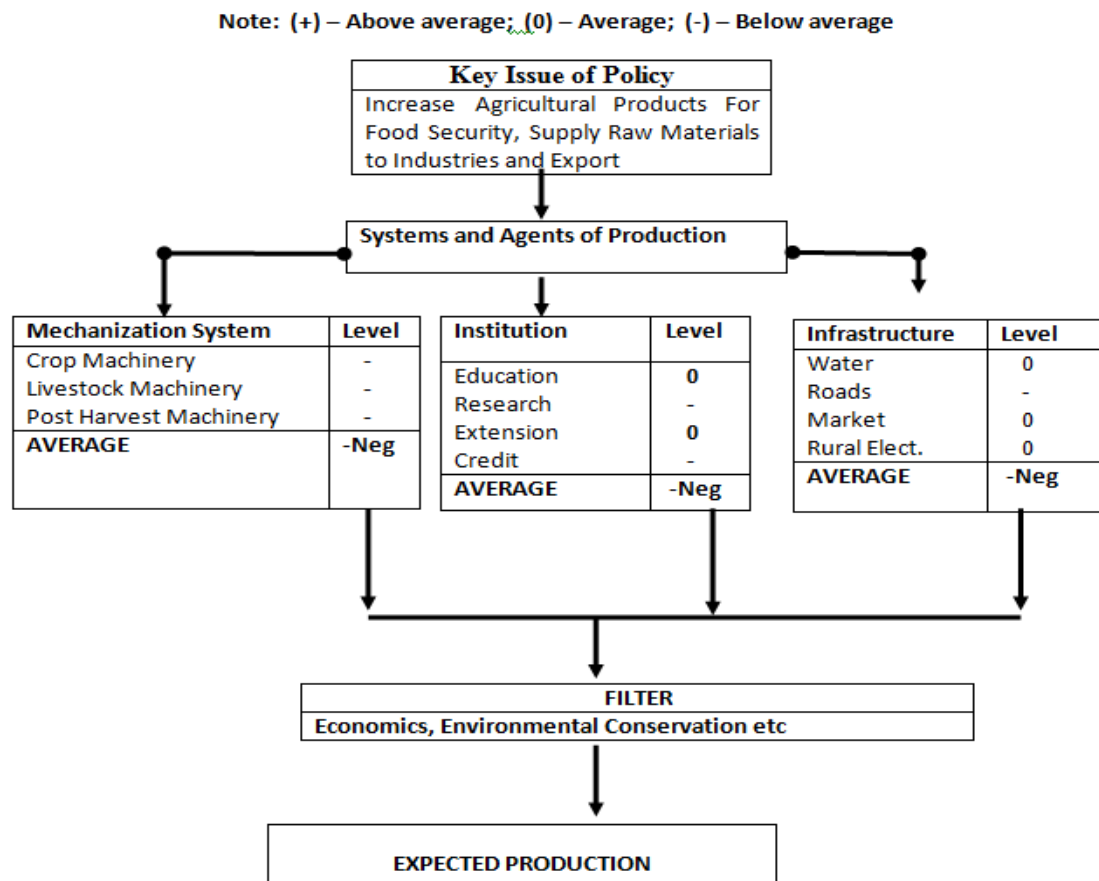 Note: (+) – Above average; (0) – Average; (-) – Below average
Key Issue of Policy
Increase Agricultural Products For
Food Security, Supply Raw Materials
to Industries and Export
Systems and Agents of Production
Mechanization System Level
Crop Machinery -
Livestock Machinery -
Post Harvest Machinery -
AVERAGE -Neg
Institution Level
Education 0
Research -
Extension 0
Credit -
AVERAGE -Neg
Infrastructure Level
Water 0
Roads -
Market 0
Rural Elect. 0
AVERAGE -Neg
FILTER
Economics, Environmental Conservation etc
EXPECTED PRODUCTION